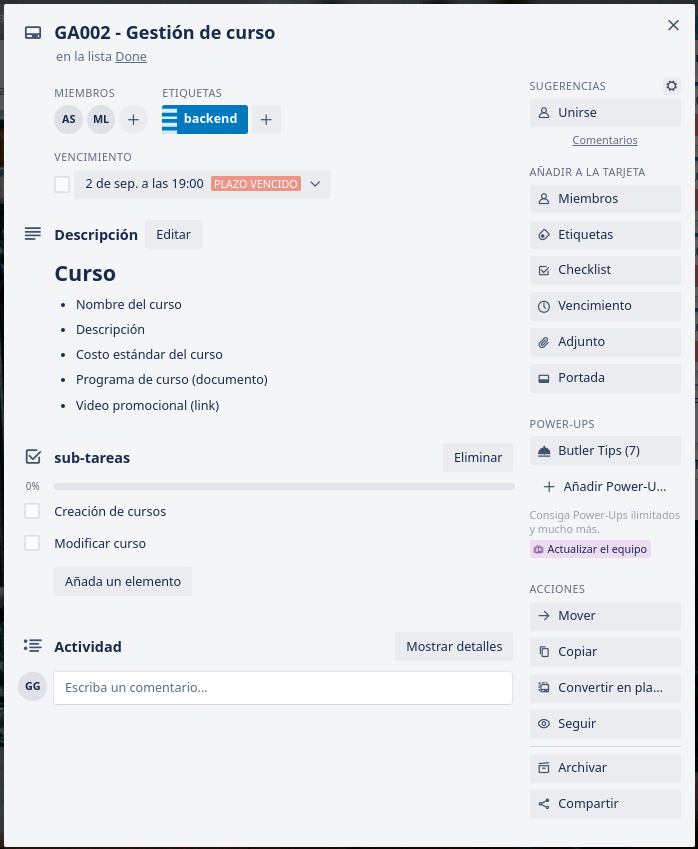 GA002 - Gestión de curso
en la lista Done
MIEMBROS
ETIQUETAS
AS
ML
backend
VENCIMIENTO
2 de sep. a las 19:00 PLAZO VENCIDO
Descripción
Editar
Curso
Nombre del curso
Descripción
Costo estándar del curso
Programa de curso (documento)
Video promocional (link)
sub-tareas
Eliminar
0%
Creación de cursos
Modificar curso
Añada un elemento
Actividad
Mostrar detalles
GG
Escriba un comentario...
SUGERENCIAS
Unirse
Comentarios
AÑADIR A LA TARJETA
Miembros
Etiquetas
Checklist
Vencimiento
Adjunto
Portada
POWER-UPS
Butler Tips (7)
Añadir Power-U...
Consiga Power-Ups ilimitados
y mucho más.
Actualizar el equipo
ACCIONES
Mover
Copiar
Convertir en pla...
Seguir
Archivar
Compartir